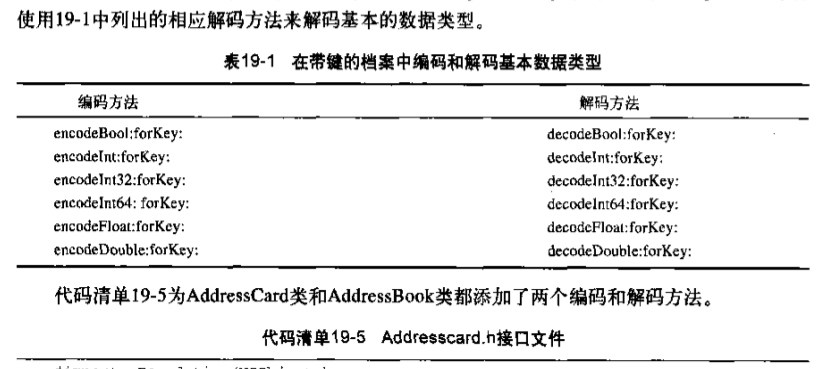 使用19-1中列出的相应解码方法来解码基本的数据类型。
表19-1 在带键的档案中编码和解码基本数据类型
编码方法 解码方法
encodeBool:forKey: decodeBool:forKey:
encodeInt:forKey: decodeInt:forKey:
encodeInt32:forKey: decodeInt32:forKey:
encodeInt64: forKey: decodeInt64:forKey:
encodeFloat:forKey: decodeFloat:forKey:
encodeDouble:forKey: decodeDouble:forKey:
代码清单19-5为AddressCard类和AddressBook类都添加了两个编码和解码方法。
代码清单19-5 Addresscard.h接口文件